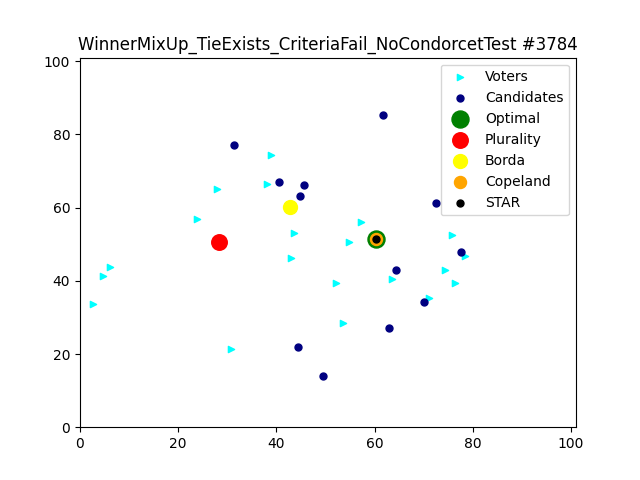 WinnerMixUp_TieExists_CriteriaFail_NoCondorcetTest #3784
100
80
60
40
20
0
0
20
40
60
80
100
Voters
Candidates
Optimal
Plurality
Borda
Copeland
STAR